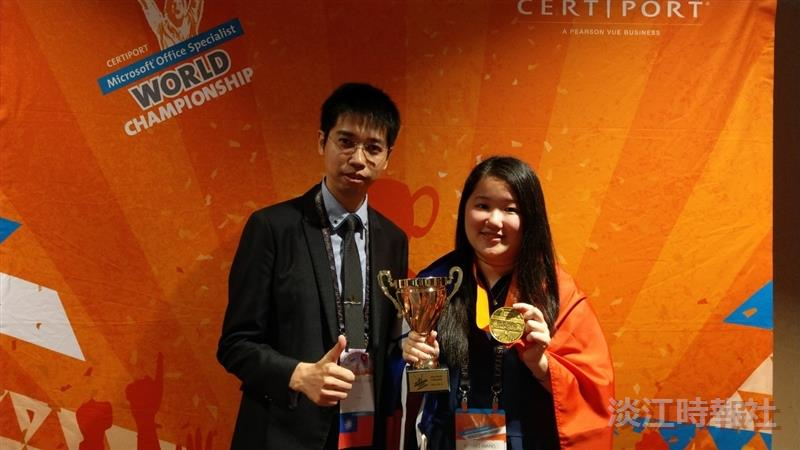 CERTIPORT
Microsoft Office Specialist
WORLD
CHAMPIONSHIP
CERTIPORT
A PEARSON VUE BUSINESS
淡江時報社